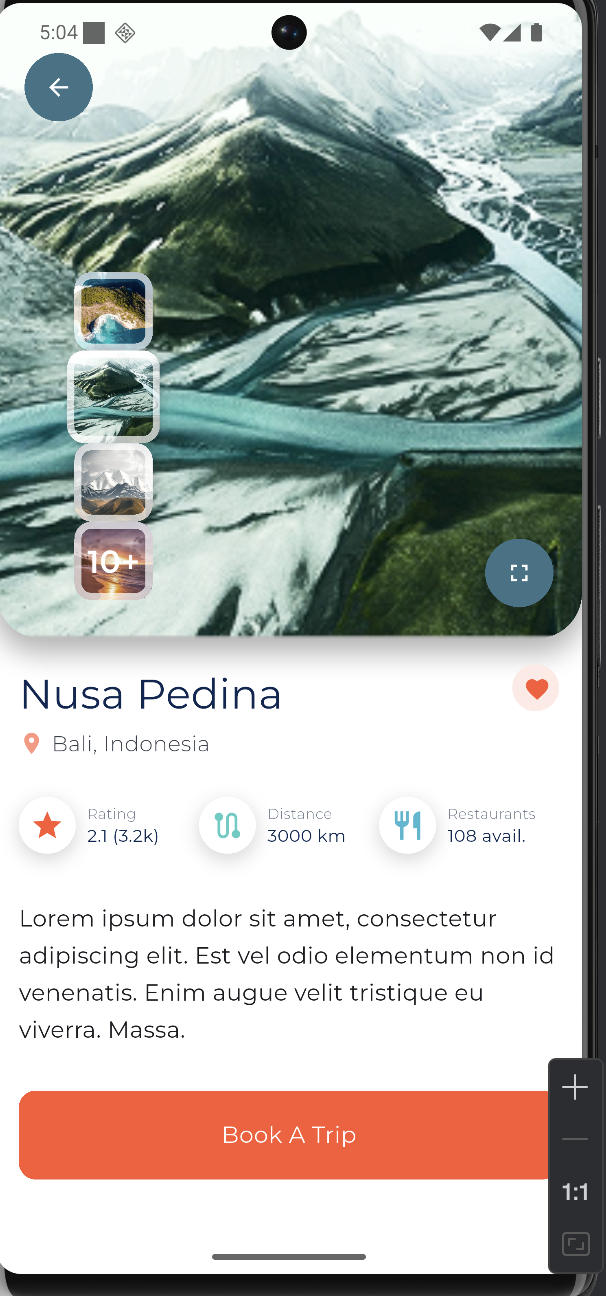 5:04
10+
Nusa Pedina
Bali, Indonesia
Rating
2.1 (3.2k)
Distance
3000 km
Restaurants
108 avail.
Lorem ipsum dolor sit amet, consectetur
adipiscing elit. Est vel odio elementum non id
venenatis. Enim augue velit tristique eu
viverra. Massa.
Book A Trip
1:1